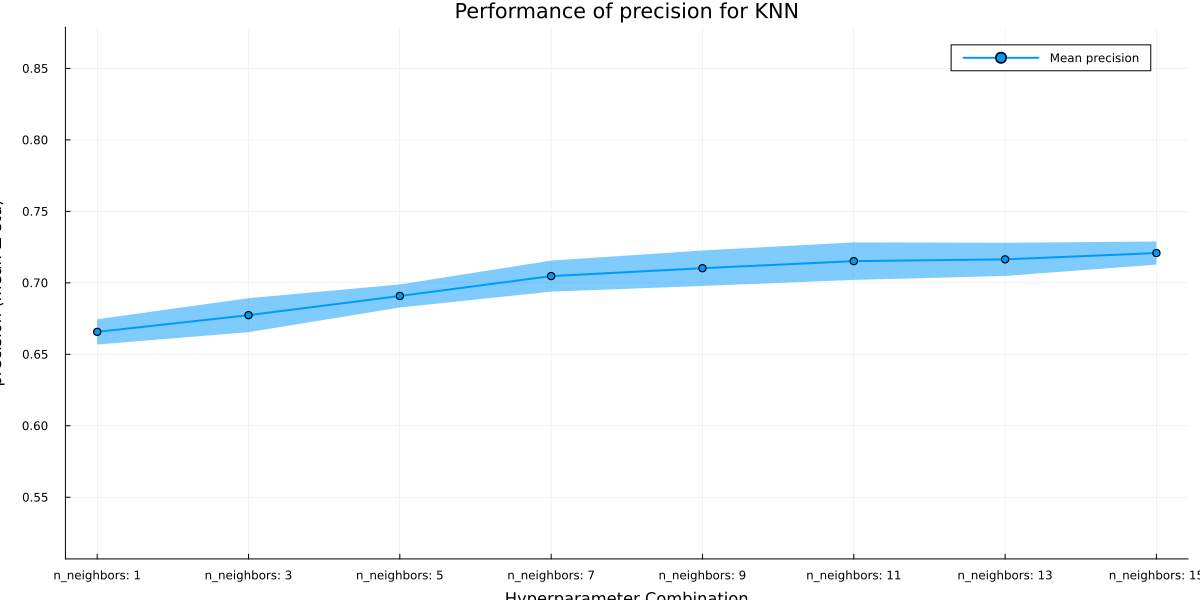 Performance of precision for KNN
Mean precision
0.85
0.80
0.75
0.70
0.65
0.60
0.55
n_neighbors: 1 n_neighbors: 3 n_neighbors: 5 n_neighbors: 7 n_neighbors: 9 n_neighbors: 11 n_neighbors: 13 n_neighbors: 15
Hyperparameter Combination